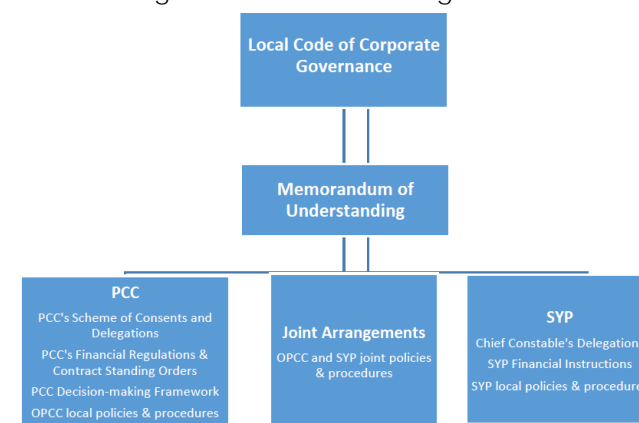 Local Code of Corporate
Governance
Memorandum of
Understanding
PCC
PCC's Scheme of Consents and
Delegations
PCC's Financial Regulations &
Contract Standing Orders
PCC Decision-making Framework
OPCC local policies & procedures
Joint Arrangements
OPCC and SYP joint policies
& procedures
SYP
Chief Constable's Delegation
SYP Financial Instructions
SYP local policies & procedure